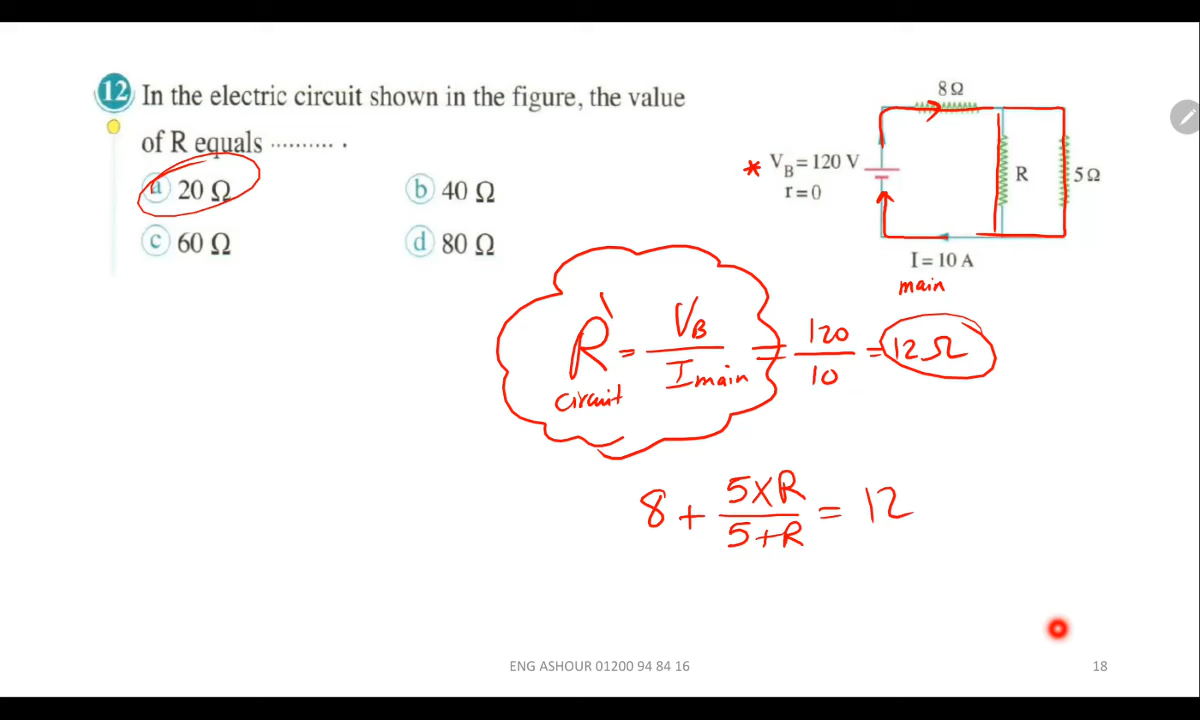 12 In the electric circuit shown in the figure, the value
of R equals .......... .
a 20 Ω
b 40 Ω
c 60 Ω
d 80 Ω
8 Ω
* V_B = 120 V
r = 0
R
5 Ω
I = 10 A
main
R' circuit = V_B / I main = 120 / 10 = 12 Ω
8 + 5×R / 5+R = 12
ENG ASHOUR 01200 94 84 16
18